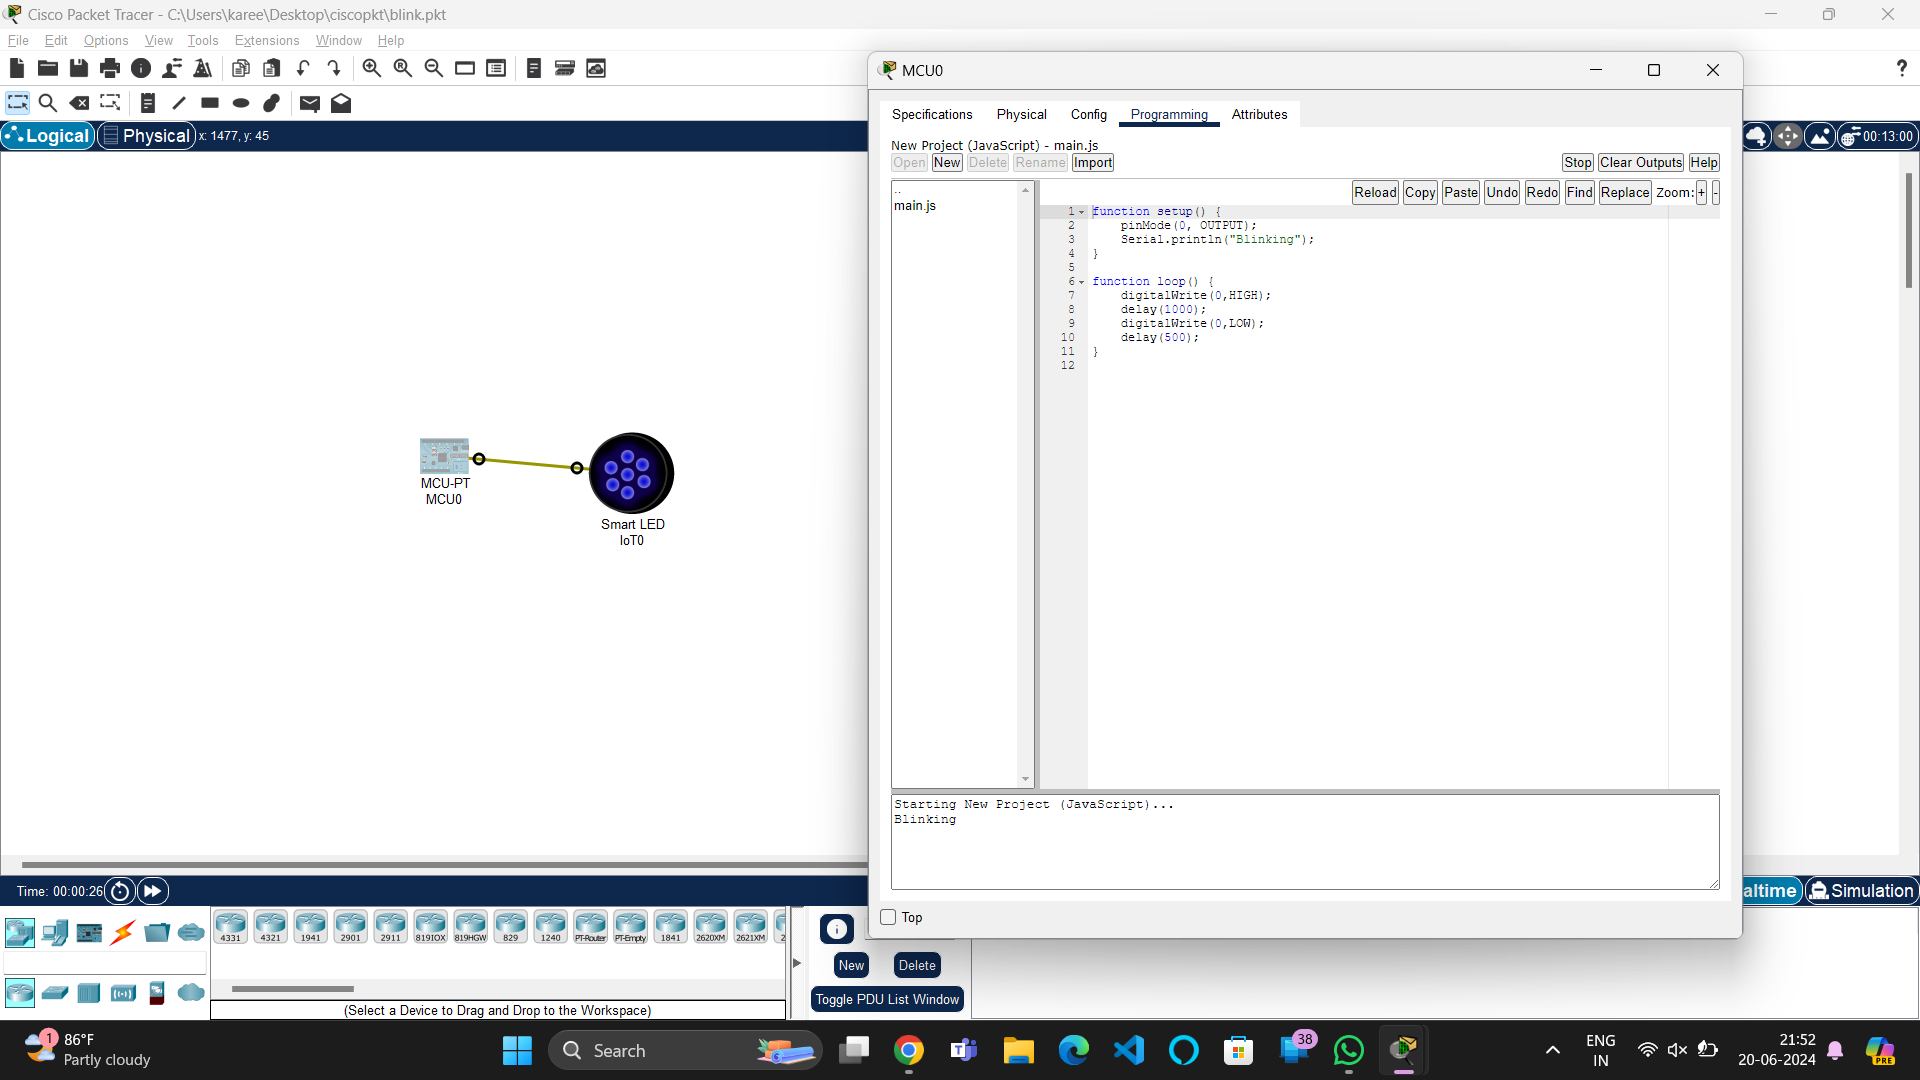 Cisco Packet Tracer - C:\Users\karee\Desktop\ciscopkt\blink.pkt
File Edit Options View Tools Extensions Window Help
Logical Physical x: 1477, y: 45
00:13:00
MCU-PT
MCU0
Smart LED
IoT0
MCU0
Specifications Physical Config Programming Attributes
New Project (JavaScript) - main.js
Open New Delete Rename Import Stop Clear Outputs Help
..
main.js
Reload Copy Paste Undo Redo Find Replace Zoom: + -
1 function setup() {
2 pinMode(0, OUTPUT);
3 Serial.println("Blinking");
4 }
5
6 function loop() {
7 digitalWrite(0,HIGH);
8 delay(1000);
9 digitalWrite(0,LOW);
10 delay(500);
11 }
12
Starting New Project (JavaScript)...
Blinking
Top
Time: 00:00:26
altime Simulation
4331 4321 1941 2901 2911 819IOX 819HGW 829 1240 PT-Router PT-Empty 1841 2620XM 2621XM 2
(Select a Device to Drag and Drop to the Workspace)
New Delete
Toggle PDU List Window
1 86°F
Partly cloudy
Search
38
PRE
ENG
IN
21:52
20-06-2024